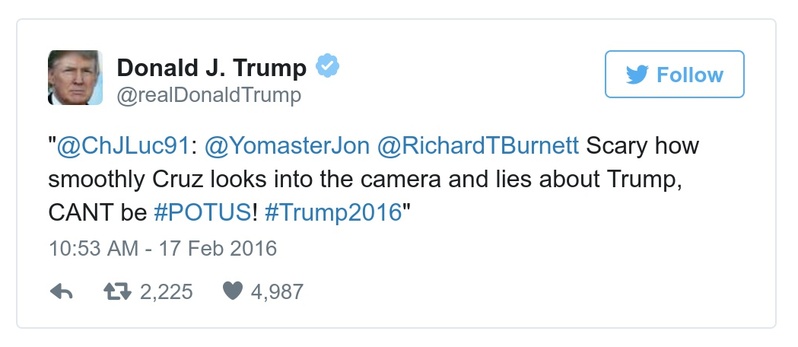 Donald J. Trump
@realDonaldTrump
Follow
"@ChJLuc91: @YomasterJon @RichardTBurnett Scary how
smoothly Cruz looks into the camera and lies about Trump,
CANT be #POTUS! #Trump2016"
10:53 AM - 17 Feb 2016
2,225 4,987